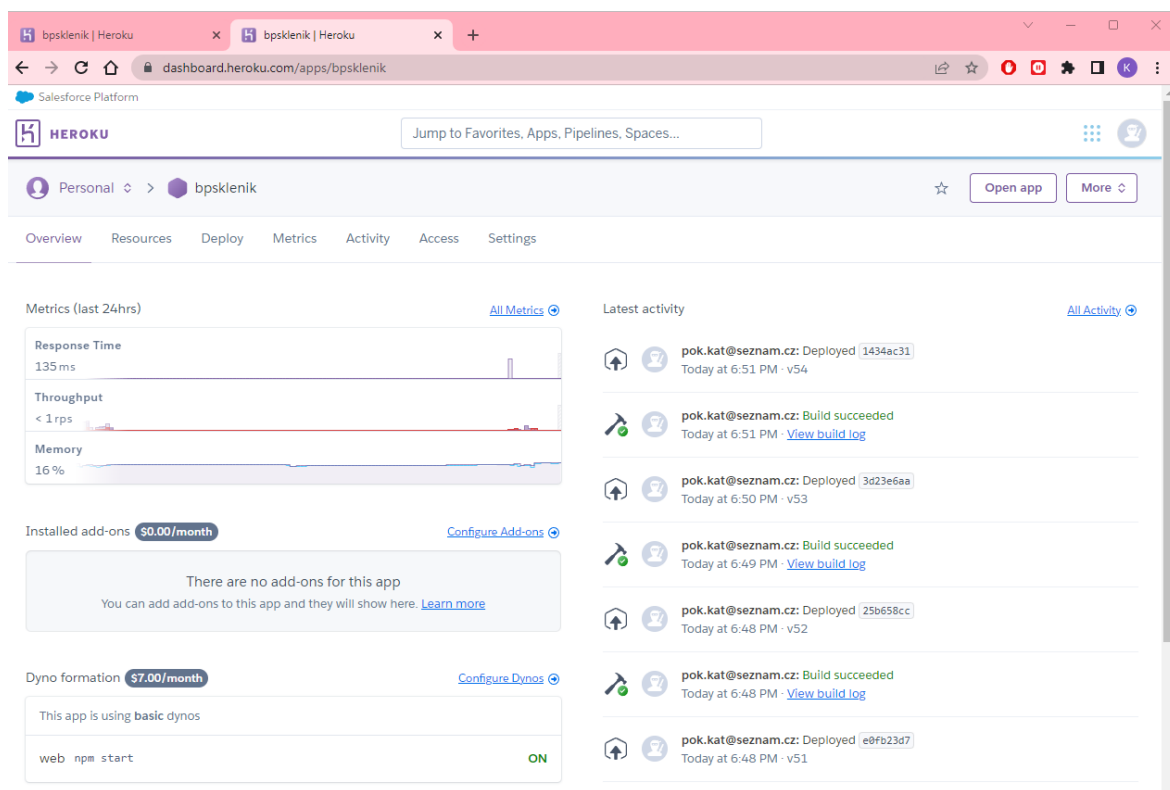 bpsklenik | Heroku
bpsklenik | Heroku
dashboard.heroku.com/apps/bpsklenik
K
Salesforce Platform
HEROKU
Jump to Favorites, Apps, Pipelines, Spaces...
Personal > bpsklenik
Open app
More
Overview Resources Deploy Metrics Activity Access Settings
Metrics (last 24hrs)
All Metrics
Response Time
135 ms
Throughput
< 1 rps
Memory
16 %
Installed add-ons $0.00/month
Configure Add-ons
There are no add-ons for this app
You can add add-ons to this app and they will show here. Learn more
Dyno formation $7.00/month
Configure Dynos
This app is using basic dynos
web npm start ON
Latest activity
All Activity
pok.kat@seznam.cz: Deployed 1434ac31
Today at 6:51 PM · v54
pok.kat@seznam.cz: Build succeeded
Today at 6:51 PM · View build log
pok.kat@seznam.cz: Deployed 3d23e6aa
Today at 6:50 PM · v53
pok.kat@seznam.cz: Build succeeded
Today at 6:49 PM · View build log
pok.kat@seznam.cz: Deployed 25b658cc
Today at 6:48 PM · v52
pok.kat@seznam.cz: Build succeeded
Today at 6:48 PM · View build log
pok.kat@seznam.cz: Deployed e0fb23d7
Today at 6:48 PM · v51